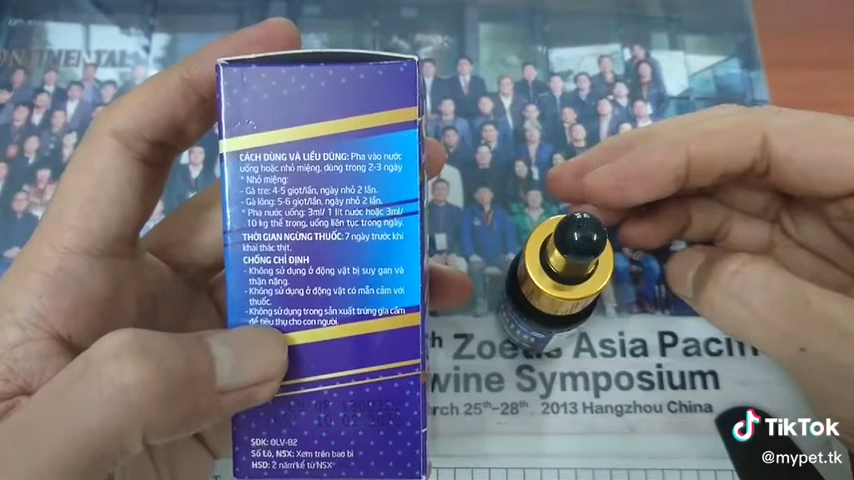 CONTINENTAL
CÁCH DÙNG VÀ LIỀU DÙNG: Pha vào nước
uống hoặc nhỏ miệng, dùng trong 2-3 ngày
* Nhỏ miệng:
- Gà tre: 4-5 giọt/lần, ngày nhỏ 2 lần.
- Gà lông: 5-6 giọt/lần, ngày nhỏ 2 lần.
* Pha nước uống: 3ml/ 1 lít nước hoặc 3ml/
10 kg thể trọng, uống liên tục trong ngày.
THỜI GIAN NGỪNG THUỐC: 7 ngày trước khi
khai thác thịt.
CHỐNG CHỈ ĐỊNH
- Không sử dụng ở động vật bị suy gan và
thận nặng.
- Không sử dụng ở động vật có mẫn cảm với
thuốc.
- Không sử dụng trong sản xuất trứng gia cầm
để tiêu thụ cho con người.
SĐK: OLV-82
Số Lô, NSX: Xem trên bao bì
HSD: 2 năm kể từ NSX
th Zoetis Asia Pacifi
wine Symposium
arch 25th-28th, 2013 Hangzhou China
TikTok
@mypet.tk